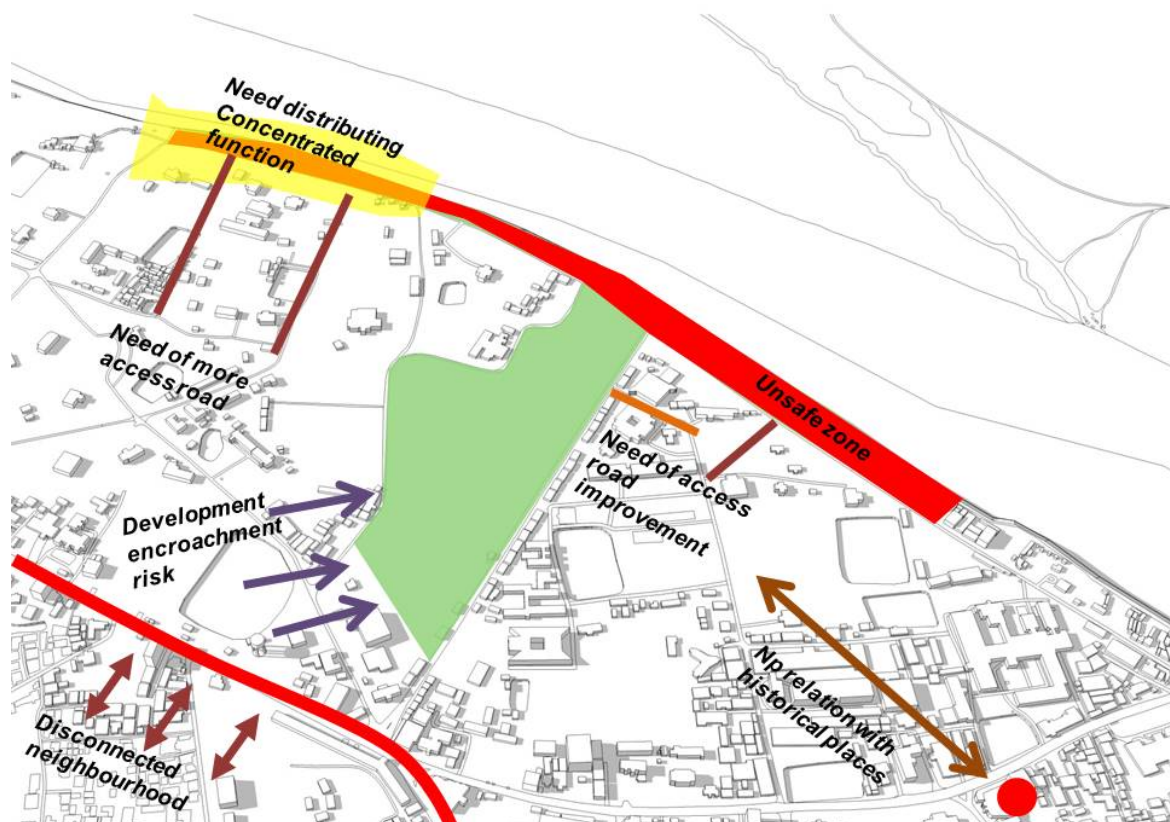 Need distributing
Concentrated
function
Need of more
access road
Unsafe zone
Need of access
road
improvement
Development
encroachment
risk
Np relation with
historical places
Disconnected
neighbourhood